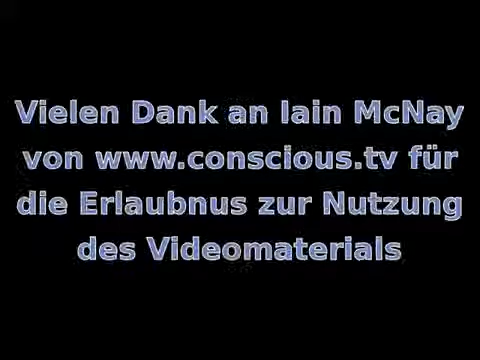 Vielen Dank an Iain McNay
von www.conscious.tv für
die Erlaubnus zur Nutzung
des Videomaterials